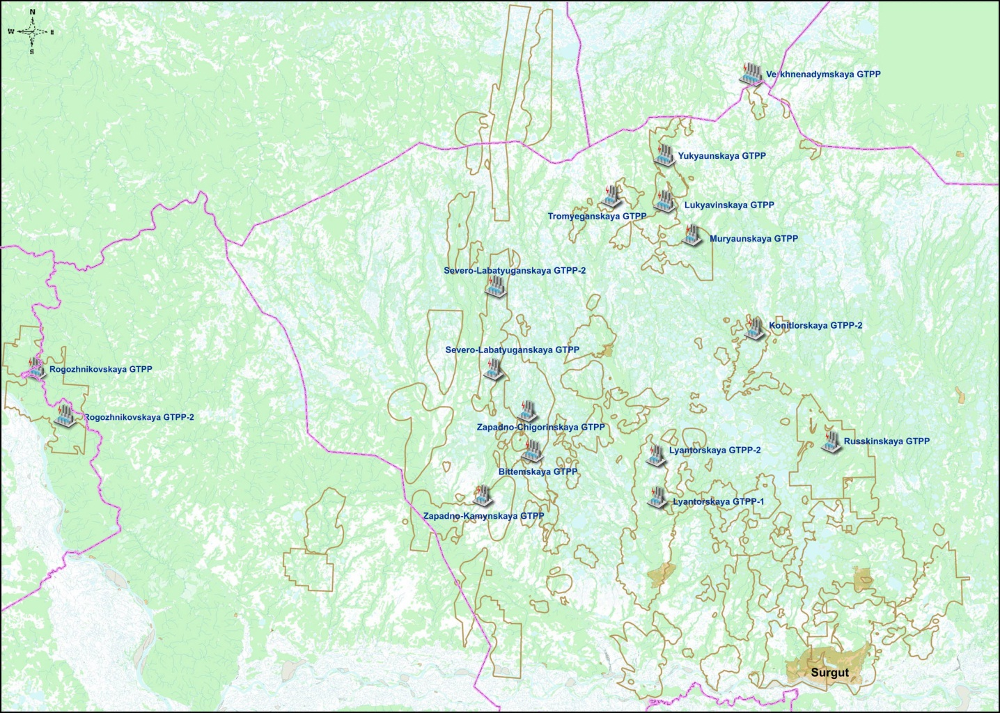 N
W E
S
Verkhnenadymskaya GTPP
Yukyaunskaya GTPP
Lukyavinskaya GTPP
Tromyeganskaya GTPP
Muryaunskaya GTPP
Severo-Labatyuganskaya GTPP-2
Konitlorskaya GTPP-2
Severo-Labatyuganskaya GTPP
Rogozhnikovskaya GTPP
Rogozhnikovskaya GTPP-2
Zapadno-Chigorinskaya GTPP
Russkinskaya GTPP
Lyantorskaya GTPP-2
Bittemskaya GTPP
Lyantorskaya GTPP-1
Zapadno-Kamynskaya GTPP
Surgut